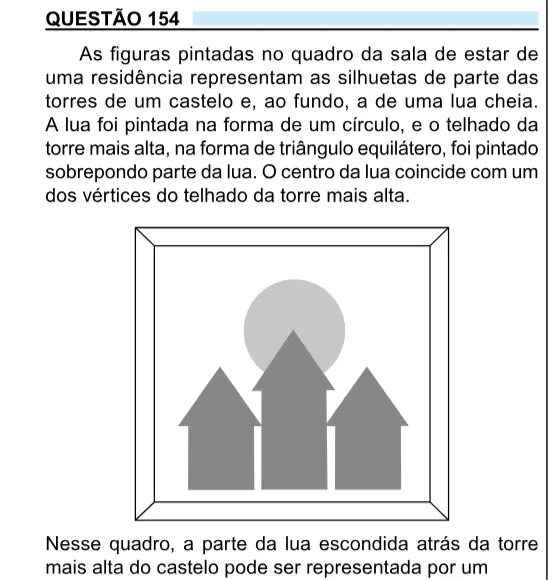 QUESTÃO 154
As figuras pintadas no quadro da sala de estar de
uma residência representam as silhuetas de parte das
torres de um castelo e, ao fundo, a de uma lua cheia.
A lua foi pintada na forma de um círculo, e o telhado da
torre mais alta, na forma de triângulo equilátero, foi pintado
sobrepondo parte da lua. O centro da lua coincide com um
dos vértices do telhado da torre mais alta.
Nesse quadro, a parte da lua escondida atrás da torre
mais alta do castelo pode ser representada por um